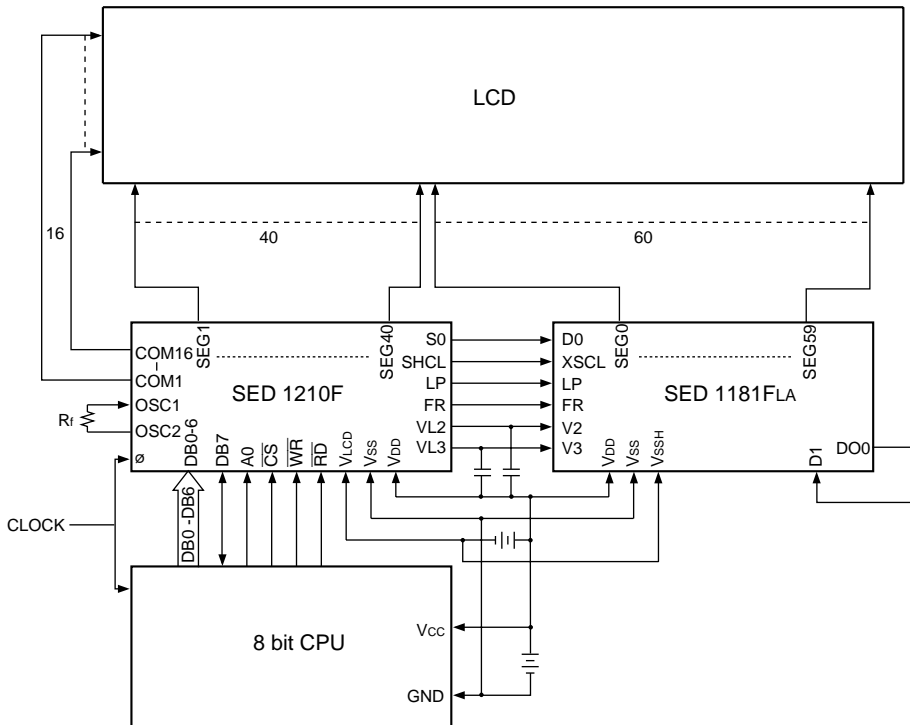 LCD
16
40
60
SEG1
SEG40
SEG0
SEG59
COM16
–
COM1
OSC1
OSC2
ø
Rf
SED 1210F
S0
SHCL
LP
FR
VL2
VL3
DB0-6
DB7
A0
CS
WR
RD
VLCD
VSS
VDD
SED 1181FLA
D0
XSCL
LP
FR
V2
V3
VDD
VSS
VSSH
D1
DO0
CLOCK
DB0 -DB6
8 bit CPU
VCC
GND